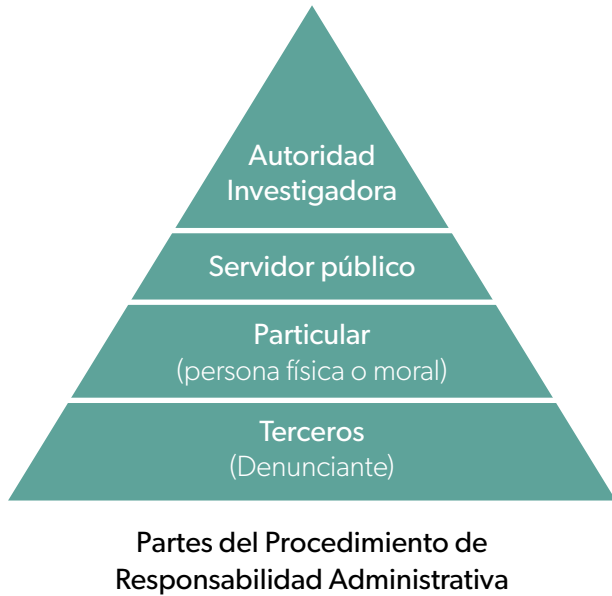 Autoridad
Investigadora
Servidor público
Particular
(persona física o moral)
Terceros
(Denunciante)
Partes del Procedimiento de
Responsabilidad Administrativa